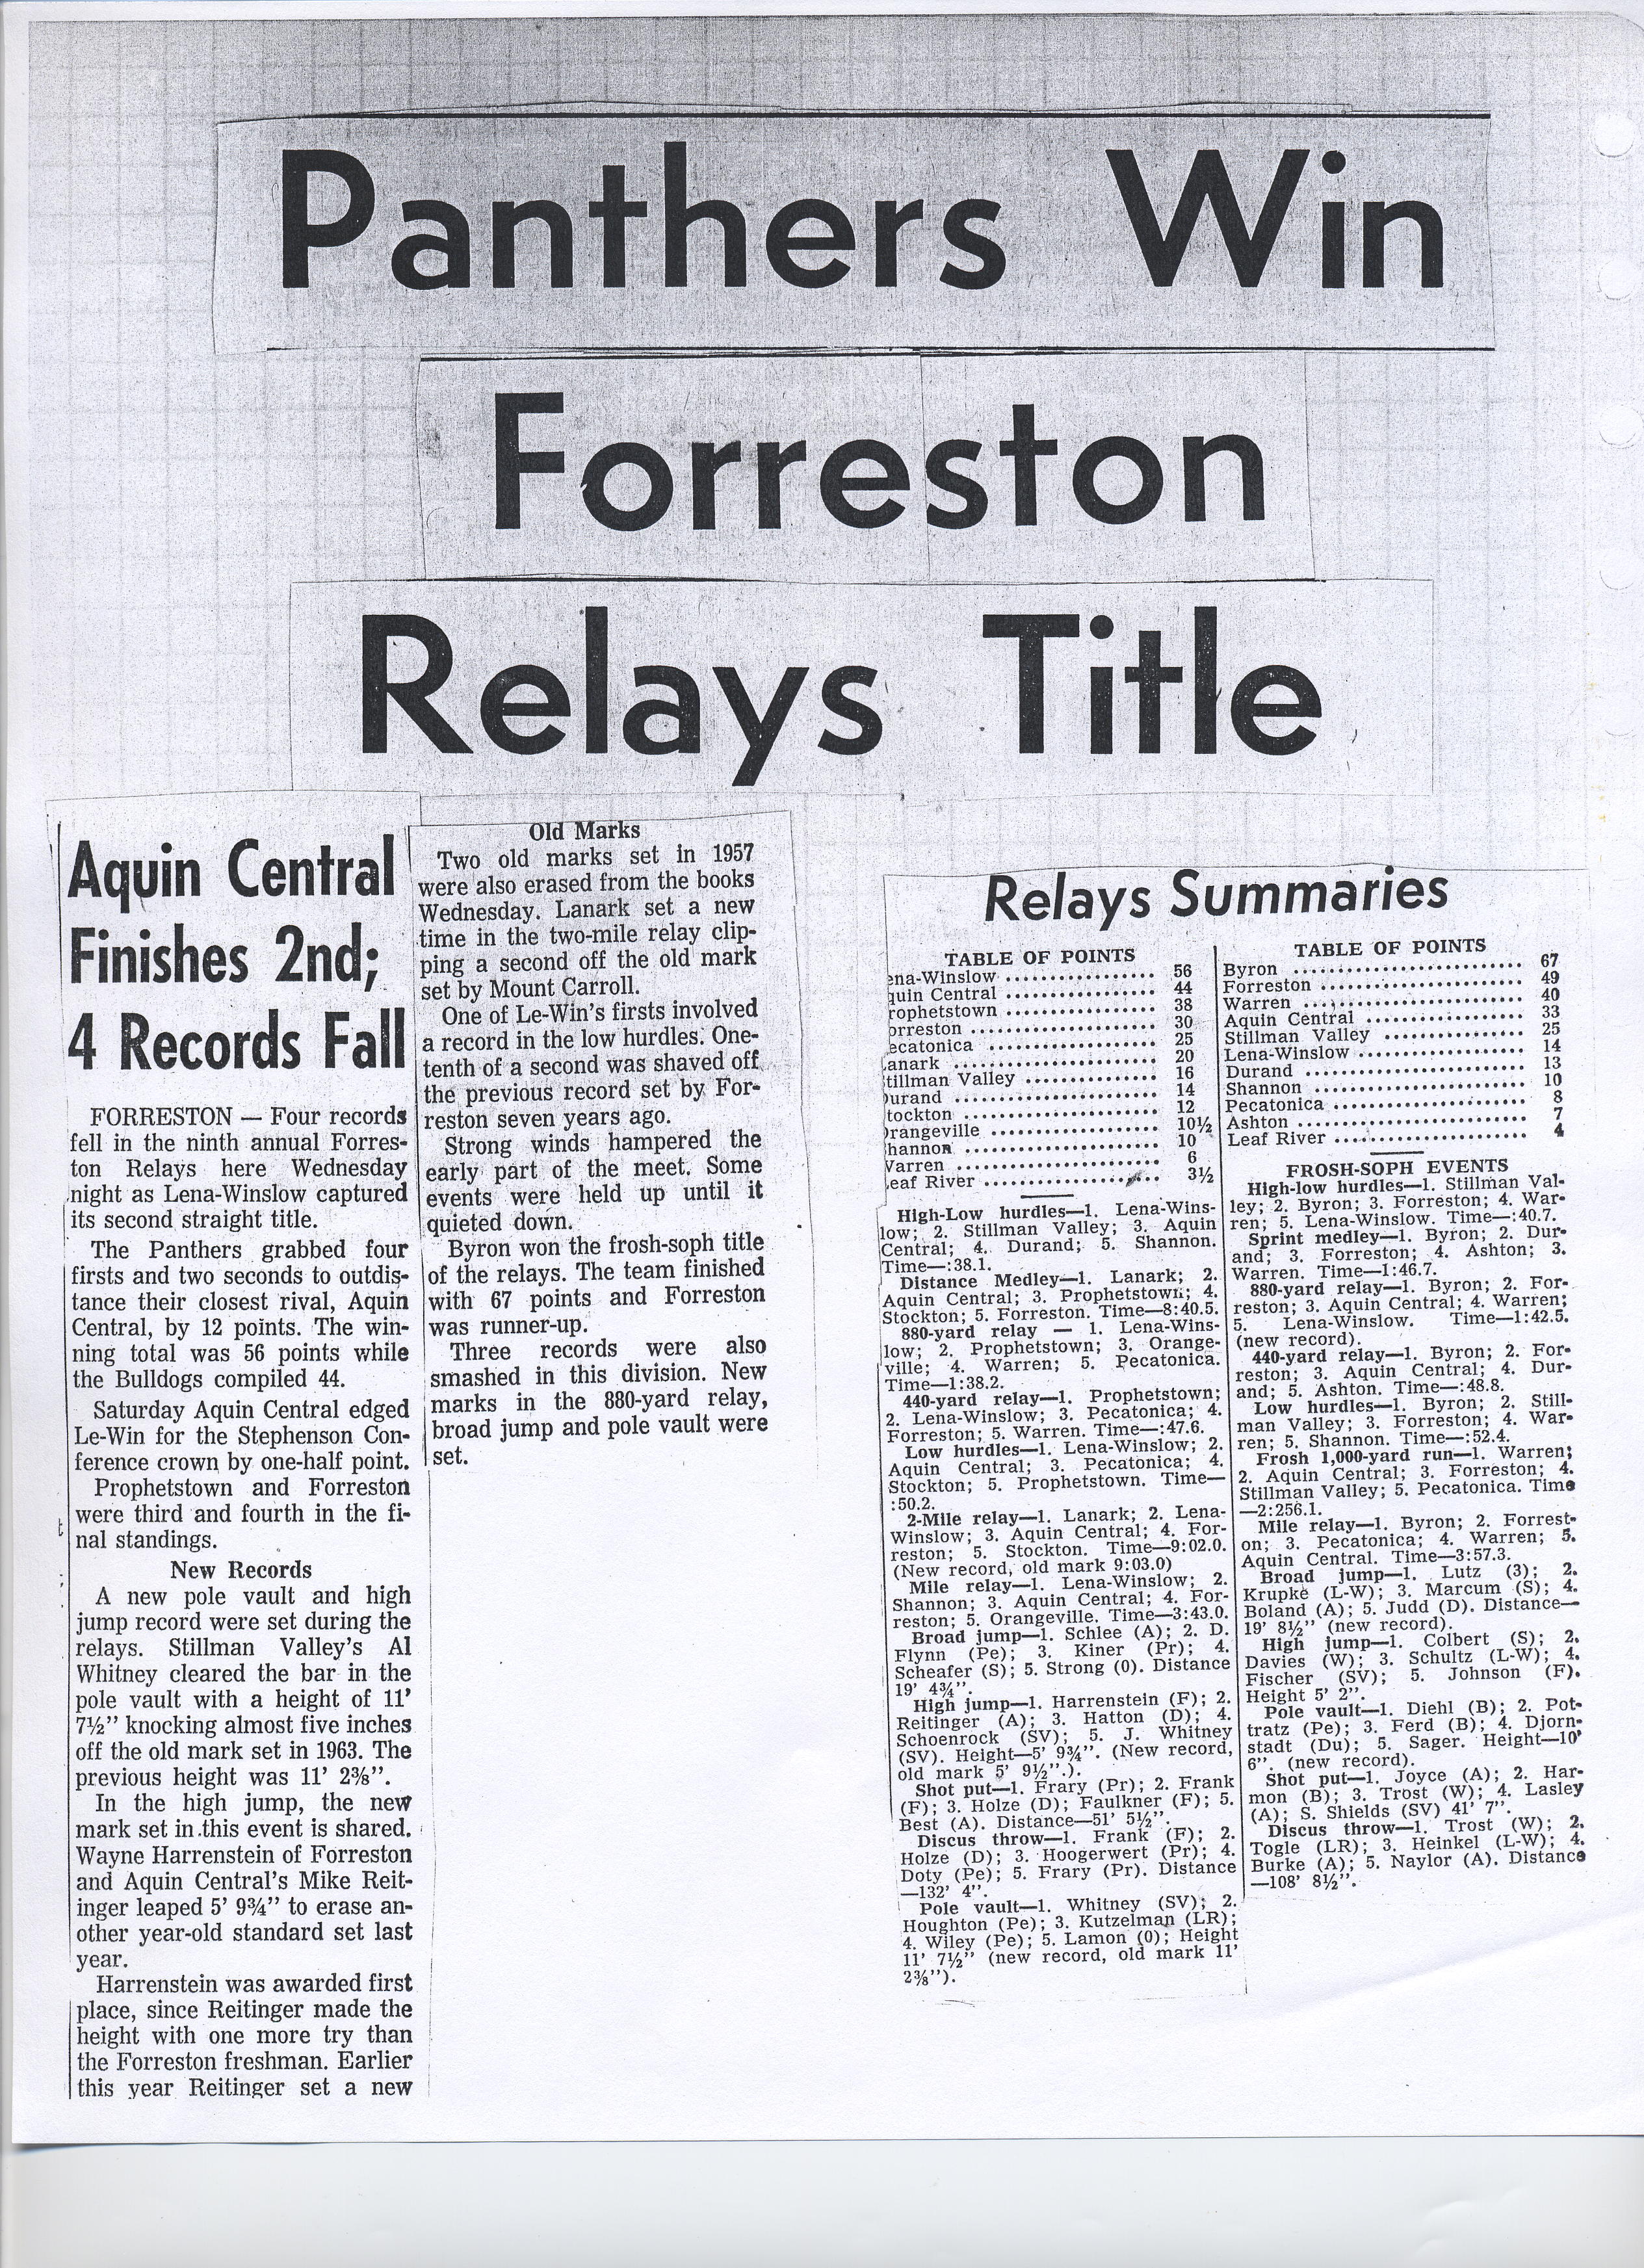 Panthers Win
Forreston
Relays Title
Aquin Central
Finishes 2nd;
4 Records Fall
FORRESTON — Four records
fell in the ninth annual Forres-
ton Relays here Wednesday
night as Lena-Winslow captured
its second straight title.
The Panthers grabbed four
firsts and two seconds to outdis-
tance their closest rival, Aquin
Central, by 12 points. The win-
ning total was 56 points while
the Bulldogs compiled 44.
Saturday Aquin Central edged
Le-Win for the Stephenson Con-
ference crown by one-half point.
Prophetstown and Forreston
were third and fourth in the fi-
nal standings.
New Records
A new pole vault and high
jump record were set during the
relays. Stillman Valley's Al
Whitney cleared the bar in the
pole vault with a height of 11'
7½” knocking almost five inches
off the old mark set in 1963. The
previous height was 11' 2⅜”.
In the high jump, the new
mark set in this event is shared.
Wayne Harrenstein of Forreston
and Aquin Central's Mike Reit-
inger leaped 5' 9¾” to erase an-
other year-old standard set last
year.
Harrenstein was awarded first
place, since Reitinger made the
height with one more try than
the Forreston freshman. Earlier
this year Reitinger set a new
Old Marks
Two old marks set in 1957
were also erased from the books
Wednesday. Lanark set a new
time in the two-mile relay clip-
ping a second off the old mark
set by Mount Carroll.
One of Le-Win's firsts involved
a record in the low hurdles. One-
tenth of a second was shaved off
the previous record set by For-
reston seven years ago.
Strong winds hampered the
early part of the meet. Some
events were held up until it
quieted down.
Byron won the frosh-soph title
of the relays. The team finished
with 67 points and Forreston
was runner-up.
Three records were also
smashed in this division. New
marks in the 880-yard relay,
broad jump and pole vault were
set.
Relays Summaries
TABLE OF POINTS
ena-Winslow 56
quin Central 44
rophetstown 38
orreston 30
ecatonica 25
anark 20
tillman Valley 16
urand 14
tockton 12
rangeville 10½
hannon 10
Warren 6
eaf River 3½
High-Low hurdles—1. Lena-Wins-
low; 2. Stillman Valley; 3. Aquin
Central; 4. Durand; 5. Shannon.
Time—:38.1.
Distance Medley—1. Lanark; 2.
Aquin Central; 3. Prophetstown; 4.
Stockton; 5. Forreston. Time—8:40.5.
880-yard relay — 1. Lena-Wins-
low; 2. Prophetstown; 3. Orange-
ville; 4. Warren; 5. Pecatonica.
Time—1:38.2.
440-yard relay—1. Prophetstown;
2. Lena-Winslow; 3. Pecatonica; 4.
Forreston; 5. Warren. Time—:47.6.
Low hurdles—1. Lena-Winslow; 2.
Aquin Central; 3. Pecatonica; 4.
Stockton; 5. Prophetstown. Time—
:50.2.
2-Mile relay—1. Lanark; 2. Lena-
Winslow; 3. Aquin Central; 4. For-
reston; 5. Stockton. Time—9:02.0.
(New record, old mark 9:03.0)
Mile relay—1. Lena-Winslow; 2.
Shannon; 3. Aquin Central; 4. For-
reston; 5. Orangeville. Time—3:43.0.
Broad jump—1. Schlee (A); 2. D.
Flynn (Pe); 3. Kiner (Pr); 4.
Scheafer (S); 5. Strong (0). Distance
19' 4¾”.
High jump—1. Harrenstein (F); 2.
Reitinger (A); 3. Hatton (D); 4.
Schoenrock (SV); 5. J. Whitney
(SV). Height—5' 9¾”. (New record,
old mark 5' 9½”.).
Shot put—1. Frary (Pr); 2. Frank
(F); 3. Holze (D); Faulkner (F); 5.
Best (A). Distance—51' 5½”.
Discus throw—1. Frank (F); 2.
Holze (D); 3. Hoogerwert (Pr); 4.
Doty (Pe); 5. Frary (Pr). Distance
—132' 4”.
Pole vault—1. Whitney (SV); 2.
Houghton (Pe); 3. Kutzelman (LR);
4. Wiley (Pe); 5. Lamon (0); Height
11' 7½” (new record, old mark 11'
2⅜”).
TABLE OF POINTS
Byron 67
Forreston 49
Warren 40
Aquin Central 33
Stillman Valley 25
Lena-Winslow 14
Durand 13
Shannon 10
Pecatonica 8
Ashton 7
Leaf River 4
FROSH-SOPH EVENTS
High-low hurdles—1. Stillman Val-
ley; 2. Byron; 3. Forreston; 4. War-
ren; 5. Lena-Winslow. Time—:40.7.
Sprint medley—1. Byron; 2. Dur-
and; 3. Forreston; 4. Ashton; 3.
Warren. Time—1:46.7.
880-yard relay—1. Byron; 2. For-
reston; 3. Aquin Central; 4. Warren;
5. Lena-Winslow. Time—1:42.5.
(new record).
440-yard relay—1. Byron; 2. For-
reston; 3. Aquin Central; 4. Dur-
and; 5. Ashton. Time—:48.8.
Low hurdles—1. Byron; 2. Still-
man Valley; 3. Forreston; 4. War-
ren; 5. Shannon. Time—:52.4.
Frosh 1,000-yard run—1. Warren;
2. Aquin Central; 3. Forreston; 4.
Stillman Valley; 5. Pecatonica. Time
—2:256.1.
Mile relay—1. Byron; 2. Forrest-
on; 3. Pecatonica; 4. Warren; 5.
Aquin Central. Time—3:57.3.
Broad jump—1. Lutz (3); 2.
Krupke (L-W); 3. Marcum (S); 4.
Boland (A); 5. Judd (D). Distance—
19' 8½” (new record).
High jump—1. Colbert (S); 2.
Davies (W); 3. Schultz (L-W); 4.
Fischer (SV); 5. Johnson (F).
Height 5' 2”.
Pole vault—1. Diehl (B); 2. Pot-
tratz (Pe); 3. Ferd (B); 4. Djorn-
stadt (Du); 5. Sager. Height—10'
6”. (new record).
Shot put—1. Joyce (A); 2. Har-
mon (B); 3. Trost (W); 4. Lasley
(A); S. Shields (SV) 41' 7”.
Discus throw—1. Trost (W); 2.
Togle (LR); 3. Heinkel (L-W); 4.
Burke (A); 5. Naylor (A). Distance
—108' 8½”.